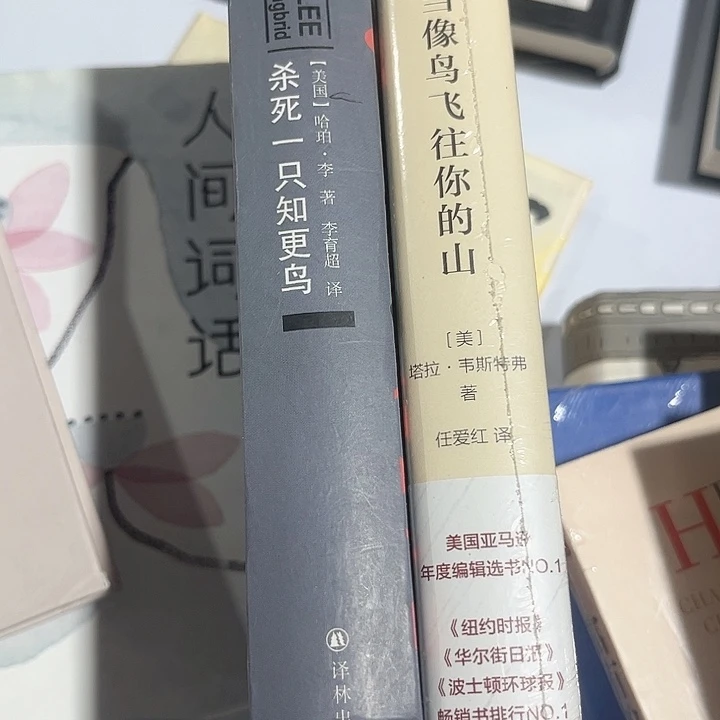 人间词话
LEE
【美国】哈珀·李 著 李育超 译
杀死一只知更鸟
译林
像鸟飞往你的山
[美]
塔拉·韦斯特弗
著
任爱红 译
美国亚马逊
年度编辑选书NO.1
《纽约时报》
《华尔街日报》
《波士顿环球报》
畅销书排行NO.1
H